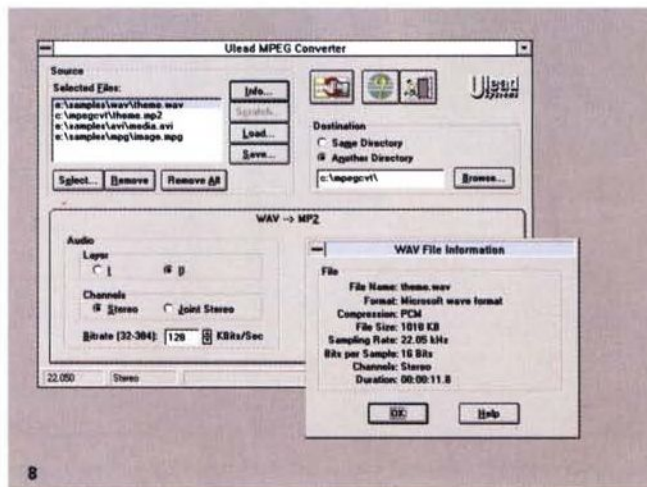 Ulead MPEG Converter
Source
Selected Files:
e:\samples\wav\theme.wav
c:\mpegcvt\theme.mp2
e:\samples\avi\media.avi
e:\samples\mpg\image.mpg
Info...
Load...
Save...
Select...
Remove
Remove All
Ulead
Systems
Destination
Same Directory
Another Directory
c:\mpegcvt\
Browse...
WAV --> MP2
Audio
Layer
I
II
Channels
Stereo
Joint Stereo
Bitrate (32-384): 128 KBits/Sec
22.050 Stereo
WAV File Information
File
File Name: theme.wav
Format: Microsoft wave format
Compression: PCM
File Size: 1018 KB
Sampling Rate: 22.05 kHz
Bits per Sample: 16 Bits
Channels: Stereo
Duration: 00:00:11.8
OK
Help
8